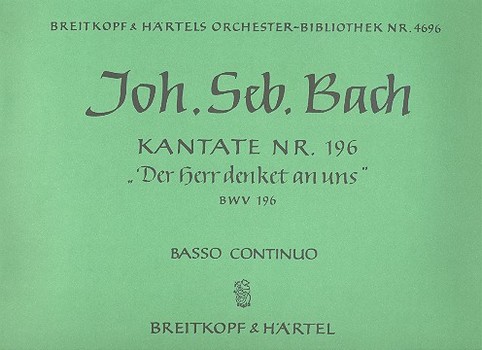 BREITKOPF & HÄRTELS ORCHESTER-BIBLIOTHEK NR. 4696
Joh. Seb. Bach
KANTATE NR. 196
„Der Herr denket an uns“
BWV 196
BASSO CONTINUO
BREITKOPF & HÄRTEL